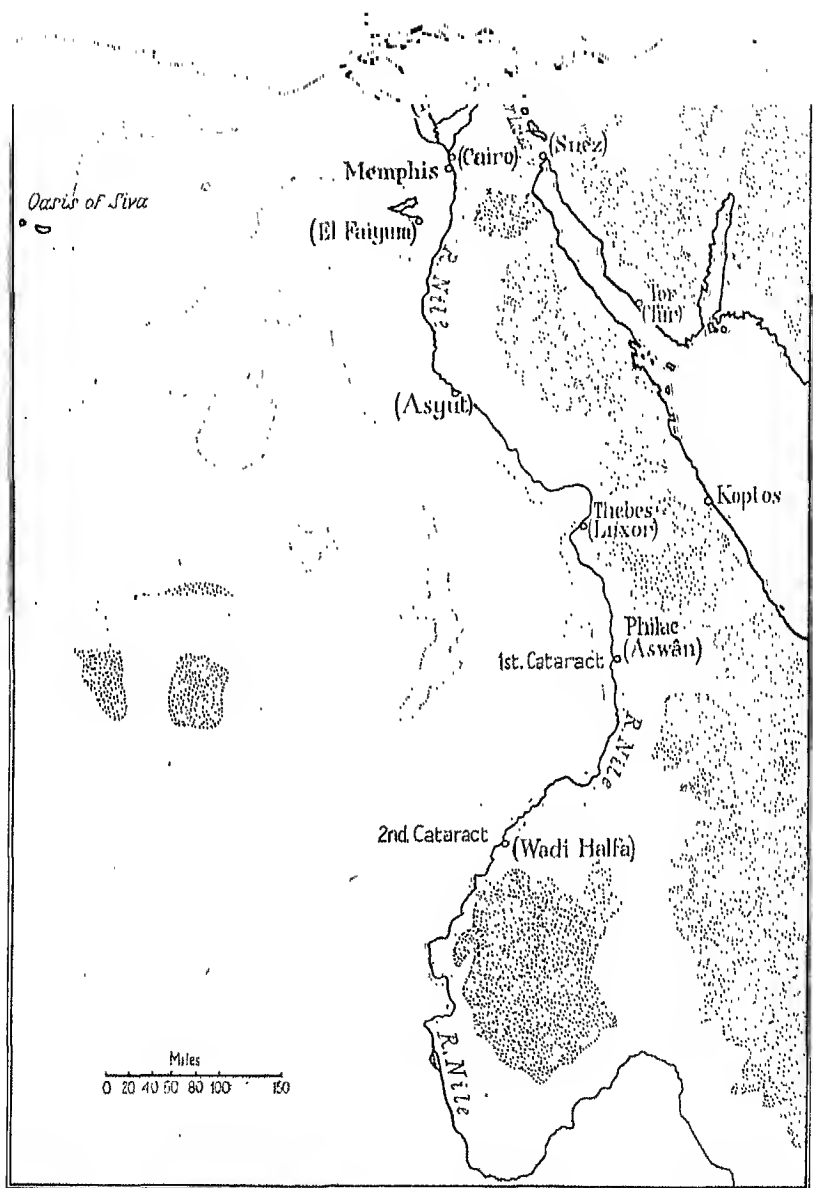 (Cairo)
(Suez)
Memphis
Oasis of Siva
(El Faiyum)
R. Nile
Tor
(Tur)
(Asyut)
Koptos
Thebes
(Luxor)
Philae
(Aswân)
1st. Cataract
R. Nile
2nd. Cataract
(Wadi Halfa)
R. Nile
Miles
0 20 40 60 80 100 150